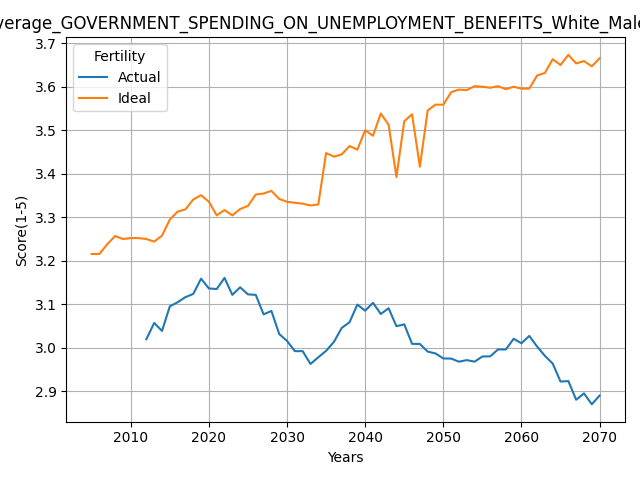 verage_GOVERNMENT_SPENDING_ON_UNEMPLOYMENT_BENEFITS_White_Male
Fertility
Actual
Ideal
Score(1-5)
3.7
3.6
3.5
3.4
3.3
3.2
3.1
3.0
2.9
2010 2020 2030 2040 2050 2060 2070
Years